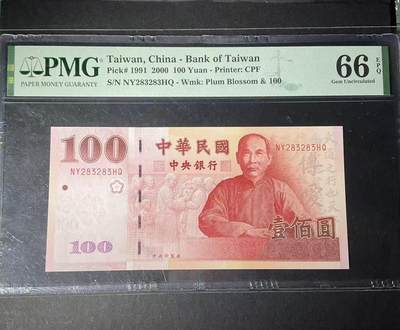 PMG
PAPER MONEY GUARANTY
Taiwan, China - Bank of Taiwan
Pick# 1991 2000 100 Yuan - Printer: CPF
S/N NY283283HQ - Wmk: Plum Blossom & 100
66 EPQ
Gem Uncirculated
100
中華民國
中央銀行
NY283283HQ
NY283283HQ
壹佰圓
100